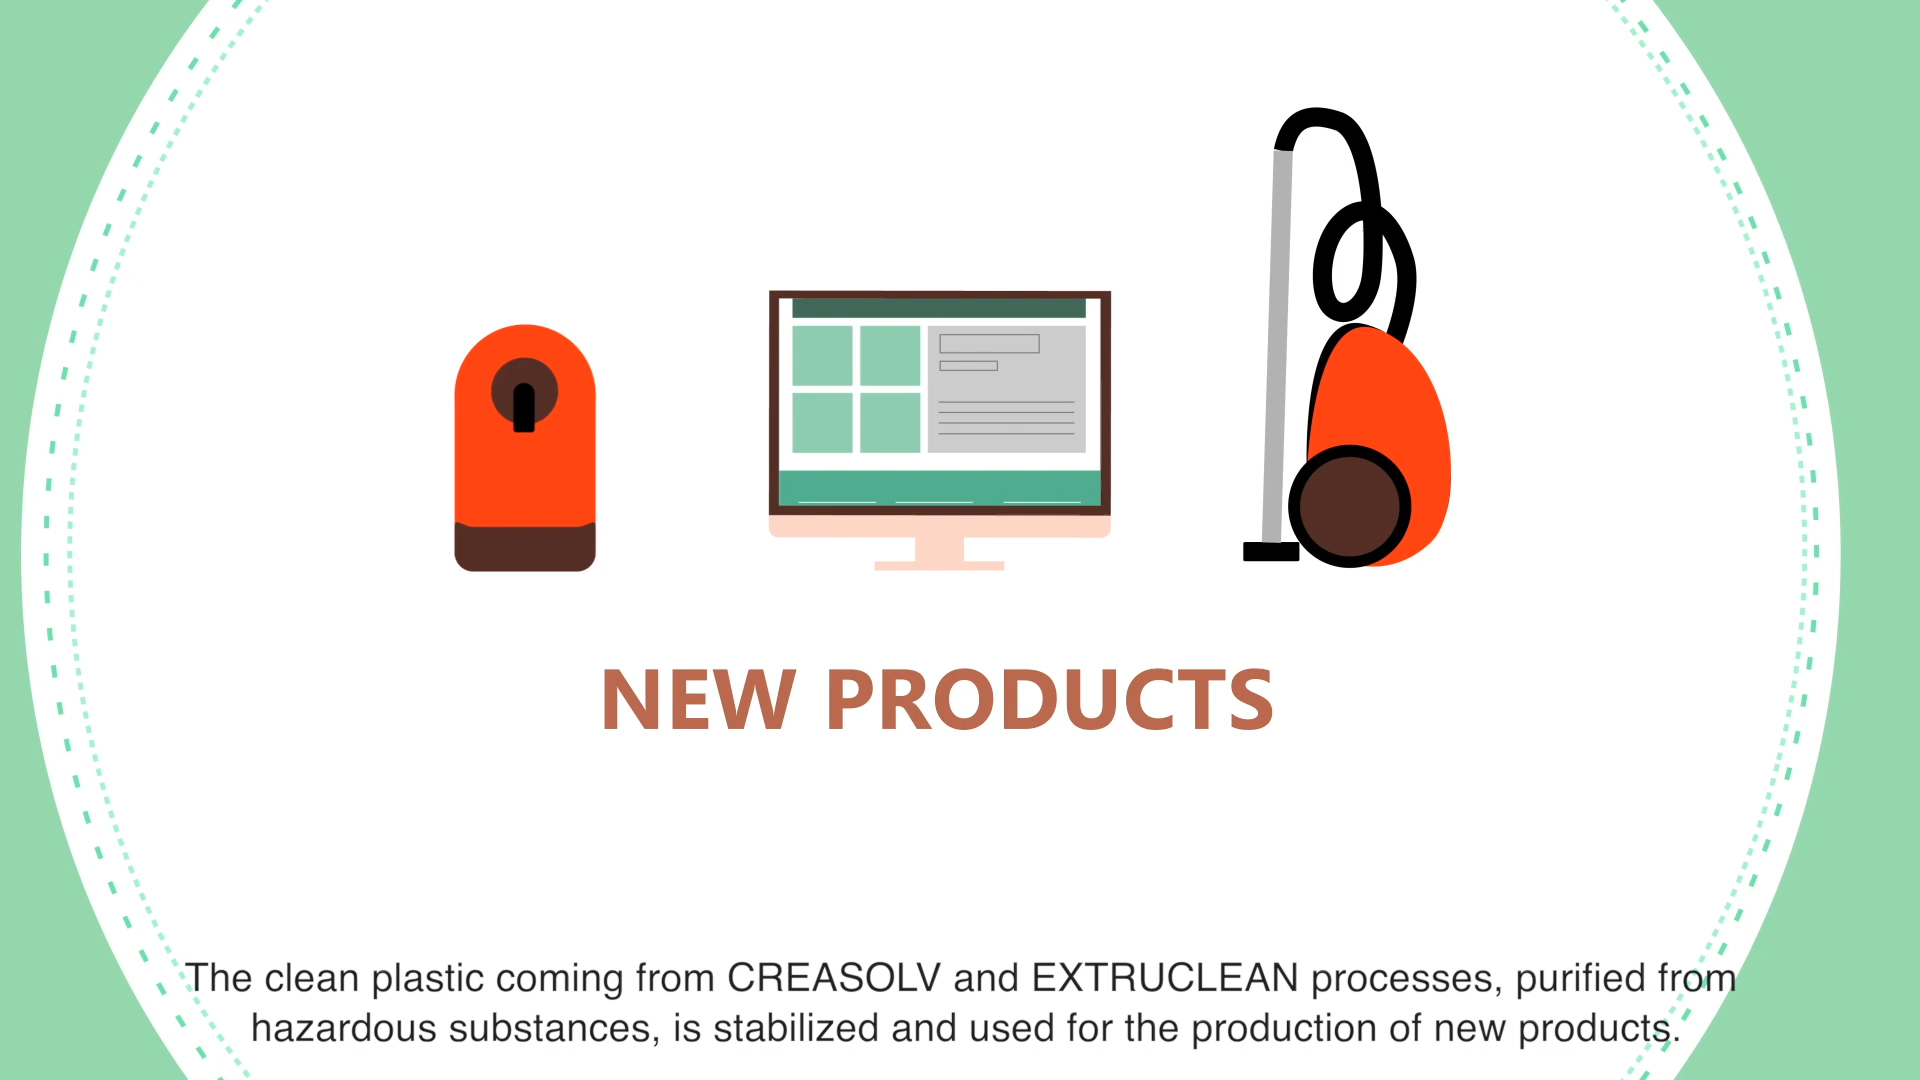 NEW PRODUCTS
The clean plastic coming from CREASOLV and EXTRUCLEAN processes, purified from
hazardous substances, is stabilized and used for the production of new products.